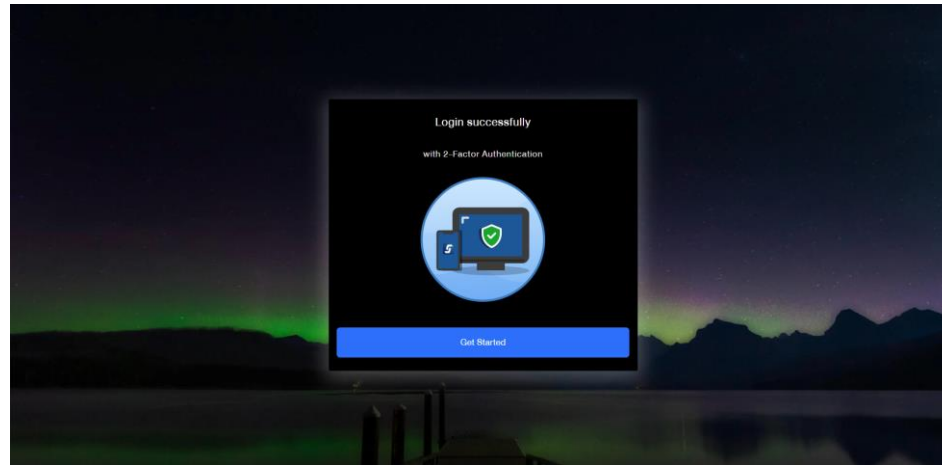 Login successfully
with 2-Factor Authentication
S
Get Started